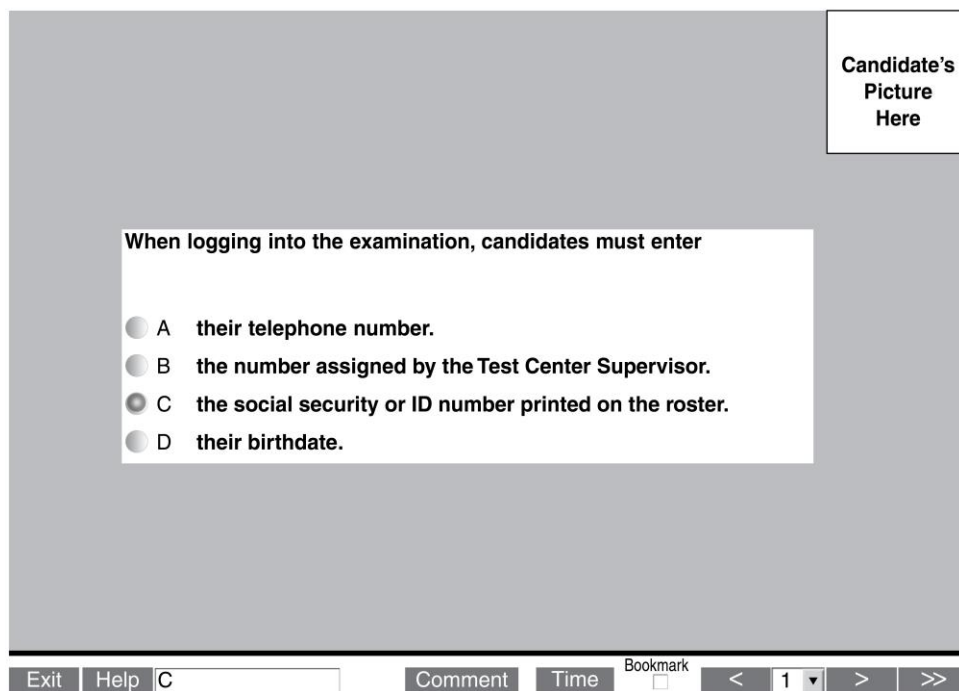 Candidate's
Picture
Here
When logging into the examination, candidates must enter
A their telephone number.
B the number assigned by the Test Center Supervisor.
C the social security or ID number printed on the roster.
D their birthdate.
Bookmark
Exit Help C Comment Time < 1 > >>